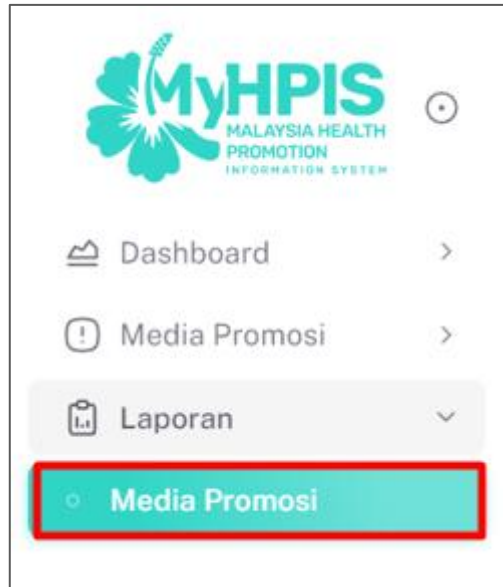 MyHPIS
MALAYSIA HEALTH
PROMOTION
INFORMATION SYSTEM
Dashboard
Media Promosi
Laporan
Media Promosi